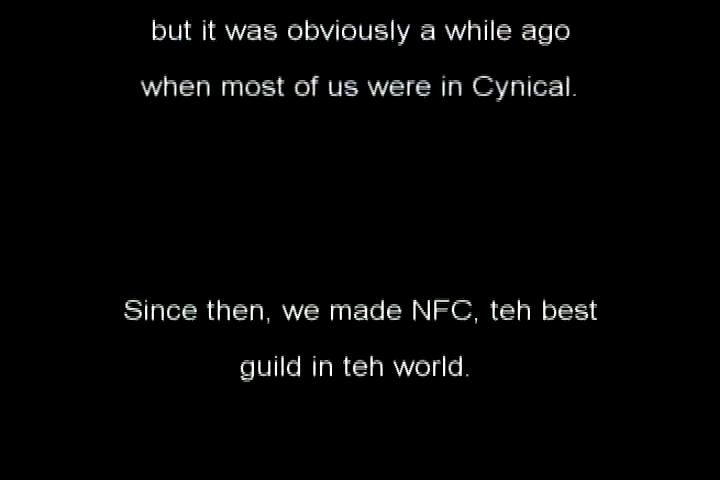 but it was obviously a while ago
when most of us were in Cynical.
Since then, we made NFC, teh best
guild in teh world.